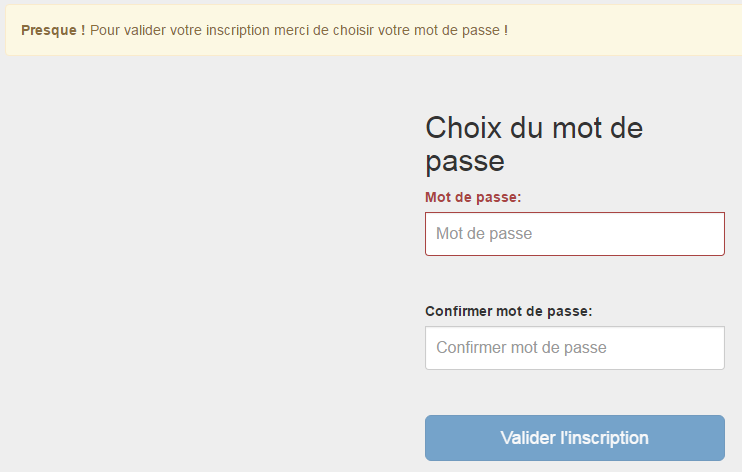 Presque ! Pour valider votre inscription merci de choisir votre mot de passe !
Choix du mot de
passe
Mot de passe:
Mot de passe
Confirmer mot de passe:
Confirmer mot de passe
Valider l'inscription